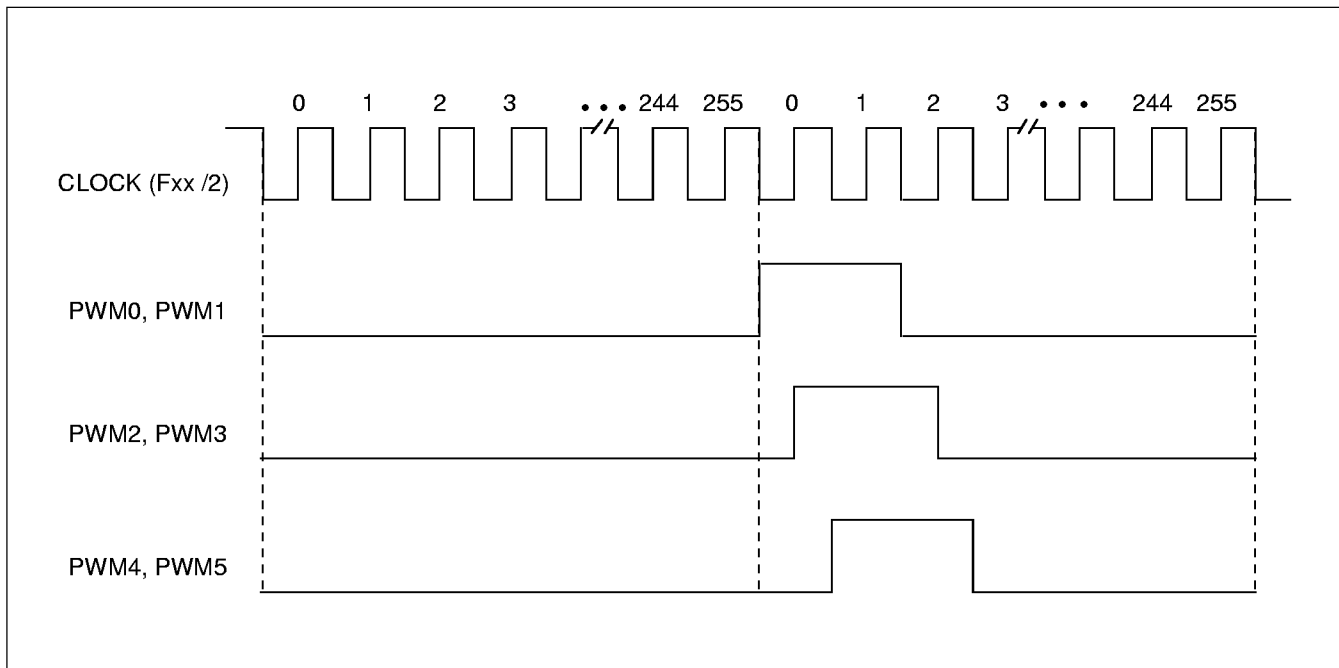 0 1 2 3 • • • 244 255 0 1 2 3 • • • 244 255
CLOCK (Fxx /2)
PWM0, PWM1
PWM2, PWM3
PWM4, PWM5